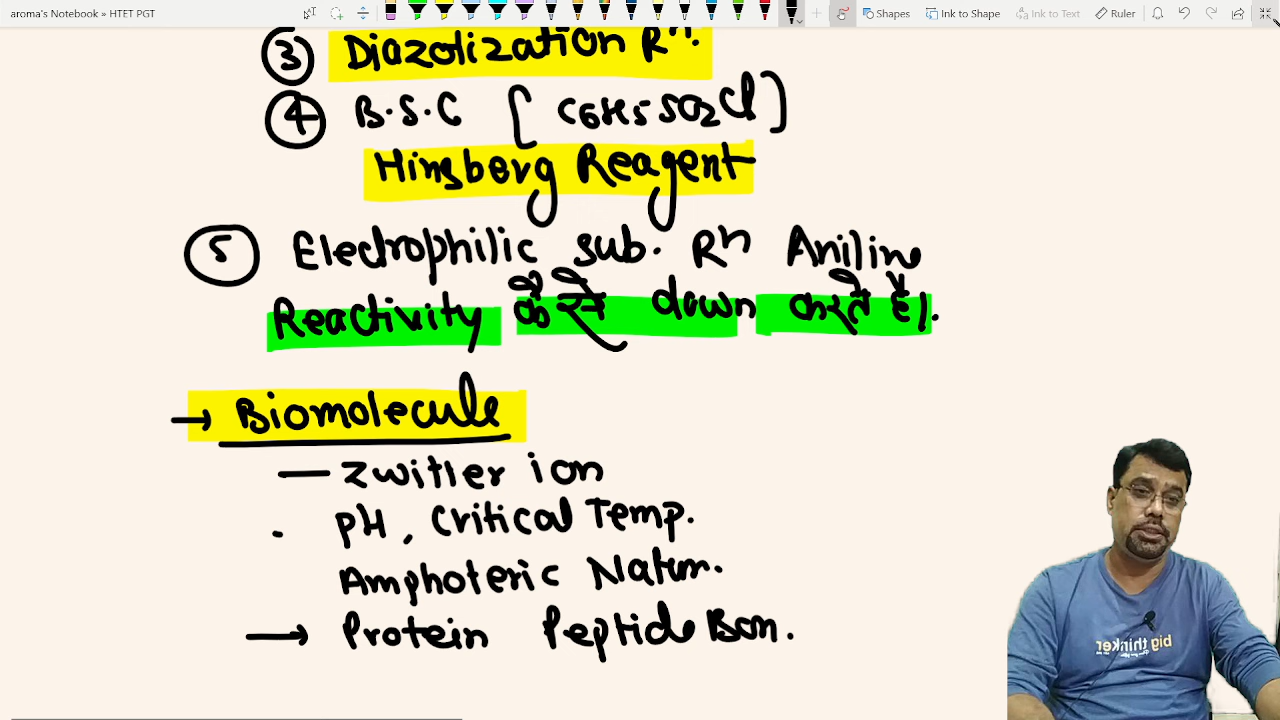 aroma's Notebook » HTET PGT
Shapes Ink to Shape Ink to Text Ruler
③ Diazolization Rⁿ.
④ B.S.C [C6H5SO2Cl]
Hinsberg Reagent
⑤ Electrophilic sub. Rⁿ Aniline
Reactivity कैसे down करते हैं।.
→ Biomolecule
— Zwitter ion
- PH, Critical Temp.
Amphoteric Natur.
→ Protein Peptide Bon.
big thinker